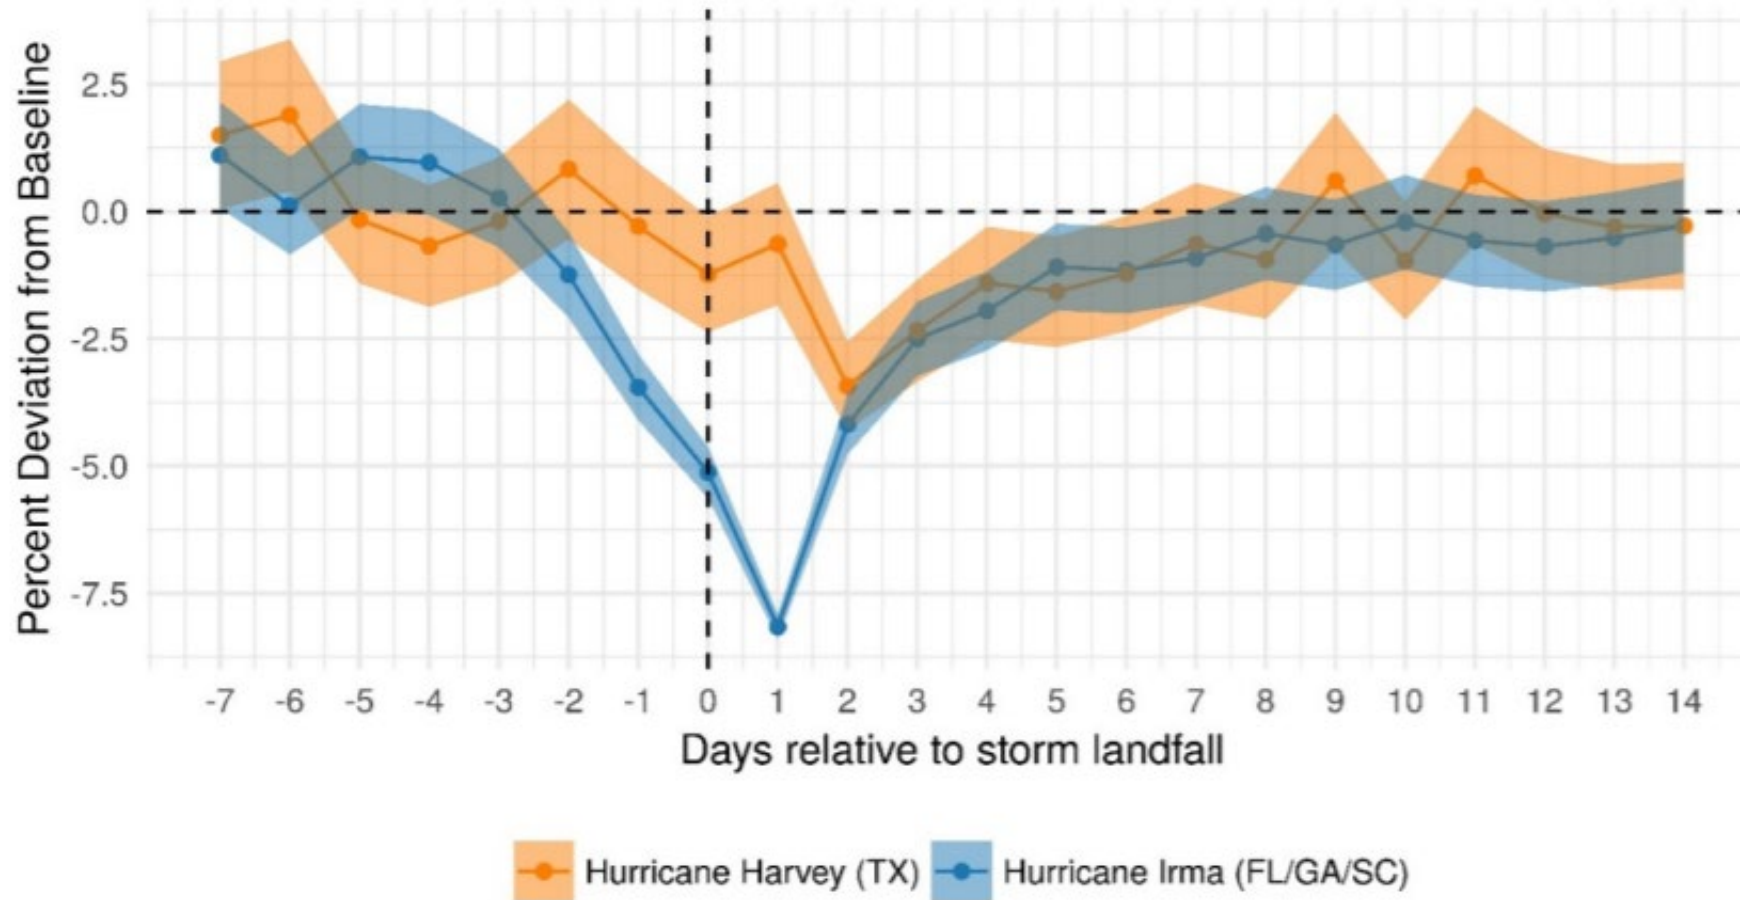 Percent Deviation from Baseline
2.5
0.0
-2.5
-5.0
-7.5
-7 -6 -5 -4 -3 -2 -1 0 1 2 3 4 5 6 7 8 9 10 11 12 13 14
Days relative to storm landfall
Hurricane Harvey (TX) Hurricane Irma (FL/GA/SC)